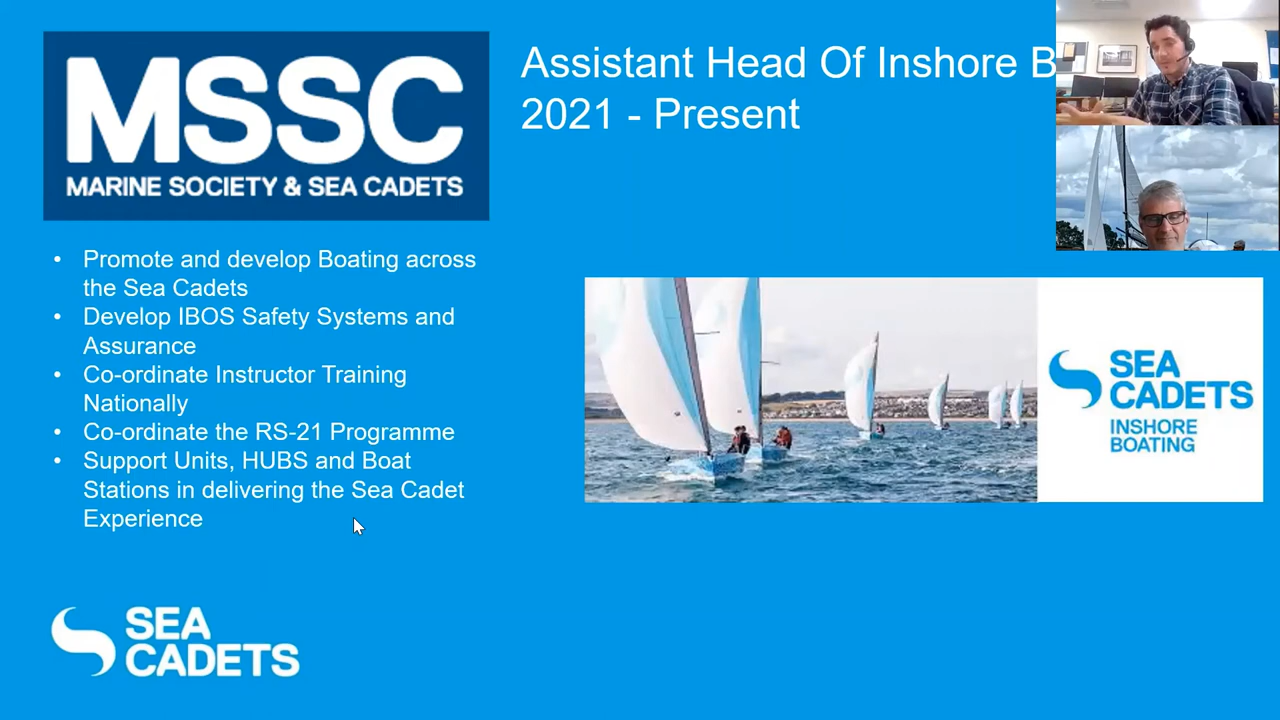 MSSC
MARINE SOCIETY & SEA CADETS
Assistant Head Of Inshore B
2021 - Present
• Promote and develop Boating across
the Sea Cadets
• Develop IBOS Safety Systems and
Assurance
• Co-ordinate Instructor Training
Nationally
• Co-ordinate the RS-21 Programme
• Support Units, HUBS and Boat
Stations in delivering the Sea Cadet
Experience
SEA
CADETS
INSHORE
BOATING
SEA
CADETS